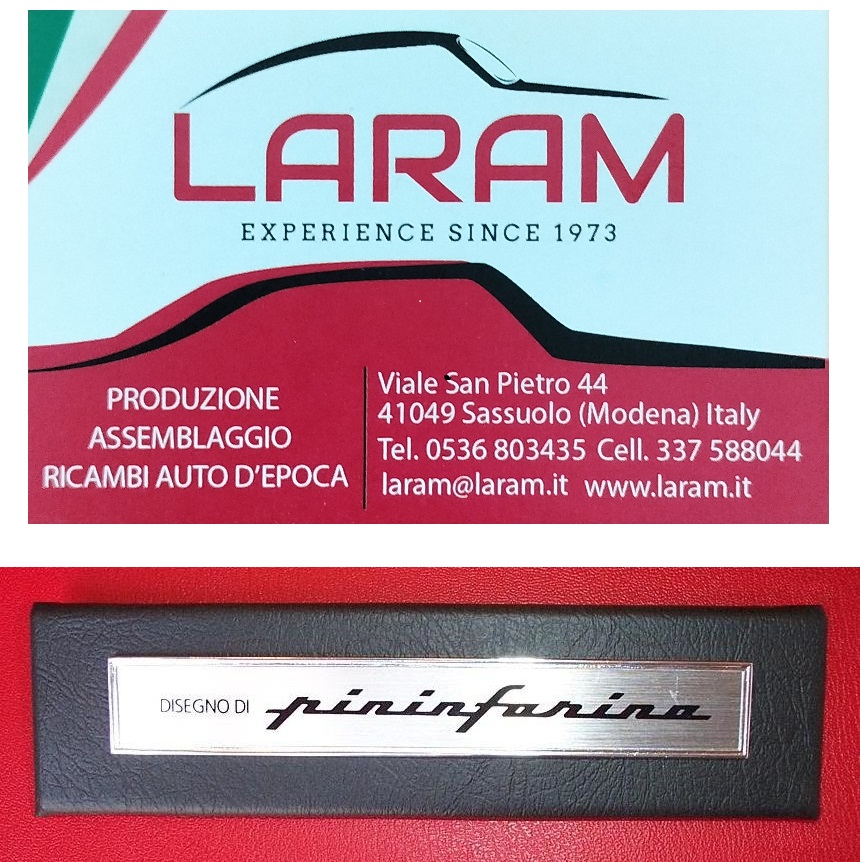 LARAM
EXPERIENCE SINCE 1973
PRODUZIONE
ASSEMBLAGGIO
RICAMBI AUTO D'EPOCA
Viale San Pietro 44
41049 Sassuolo (Modena) Italy
Tel. 0536 803435 Cell. 337 588044
laram@laram.it www.laram.it
DISEGNO DI pininfarina